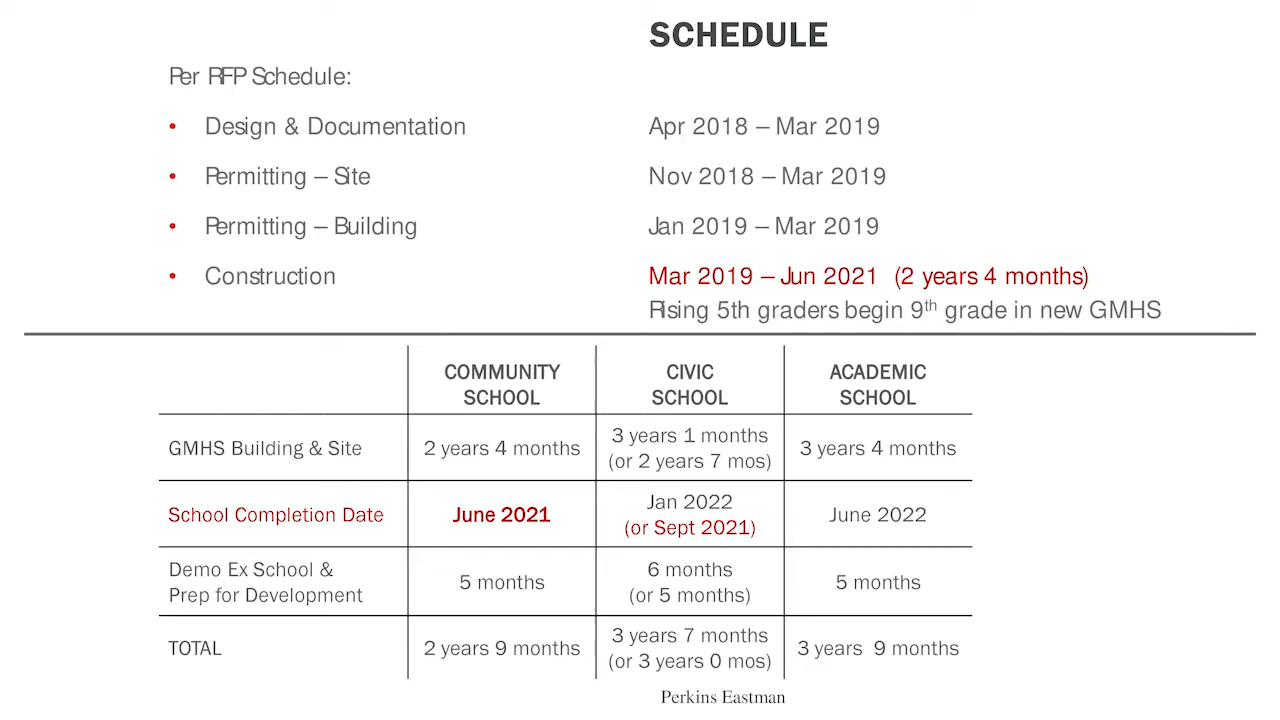 SCHEDULE
Per RFP Schedule:
• Design & Documentation Apr 2018 – Mar 2019
• Permitting – Site Nov 2018 – Mar 2019
• Permitting – Building Jan 2019 – Mar 2019
• Construction Mar 2019 – Jun 2021 (2 years 4 months)
Rising 5th graders begin 9th grade in new GMHS
COMMUNITY SCHOOL CIVIC SCHOOL ACADEMIC SCHOOL
GMHS Building & Site 2 years 4 months 3 years 1 months (or 2 years 7 mos) 3 years 4 months
School Completion Date June 2021 Jan 2022 (or Sept 2021) June 2022
Demo Ex School & Prep for Development 5 months 6 months (or 5 months) 5 months
TOTAL 2 years 9 months 3 years 7 months (or 3 years 0 mos) 3 years 9 months
Perkins Eastman